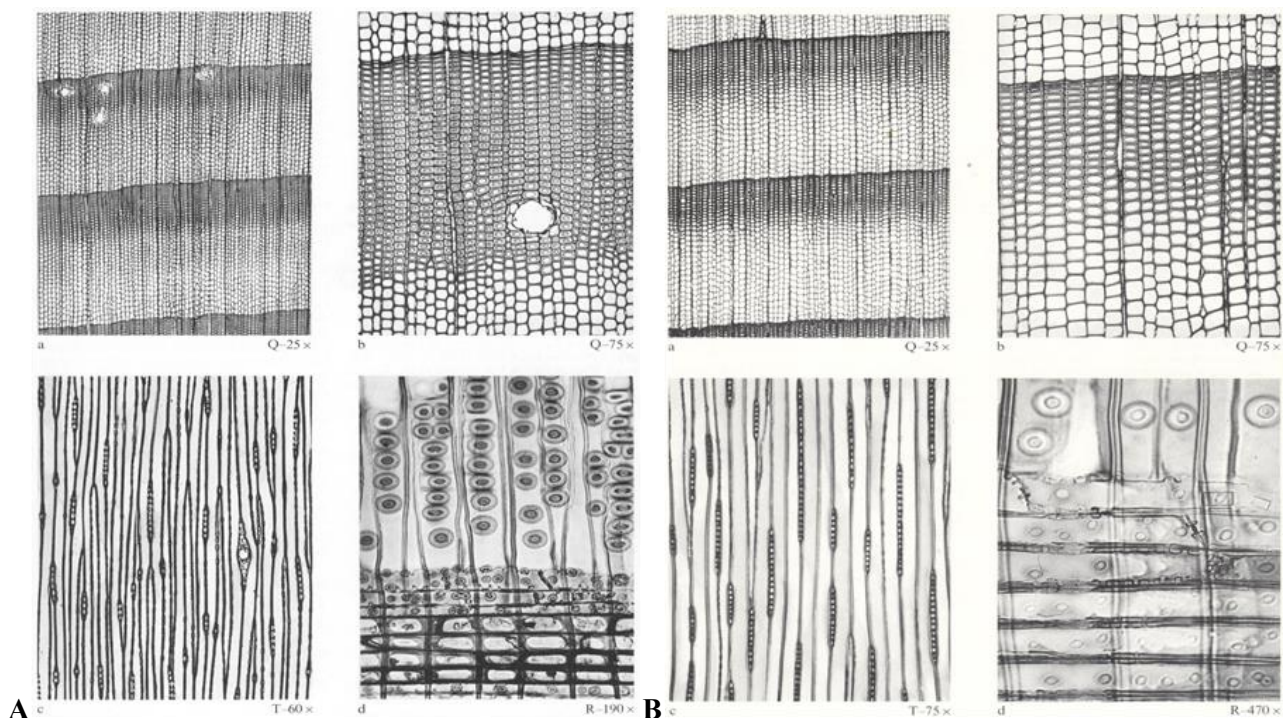 a Q–25× b Q–75× a Q–25× b Q–75×
A c T–60× d R–190× B c T–75× d R–470×